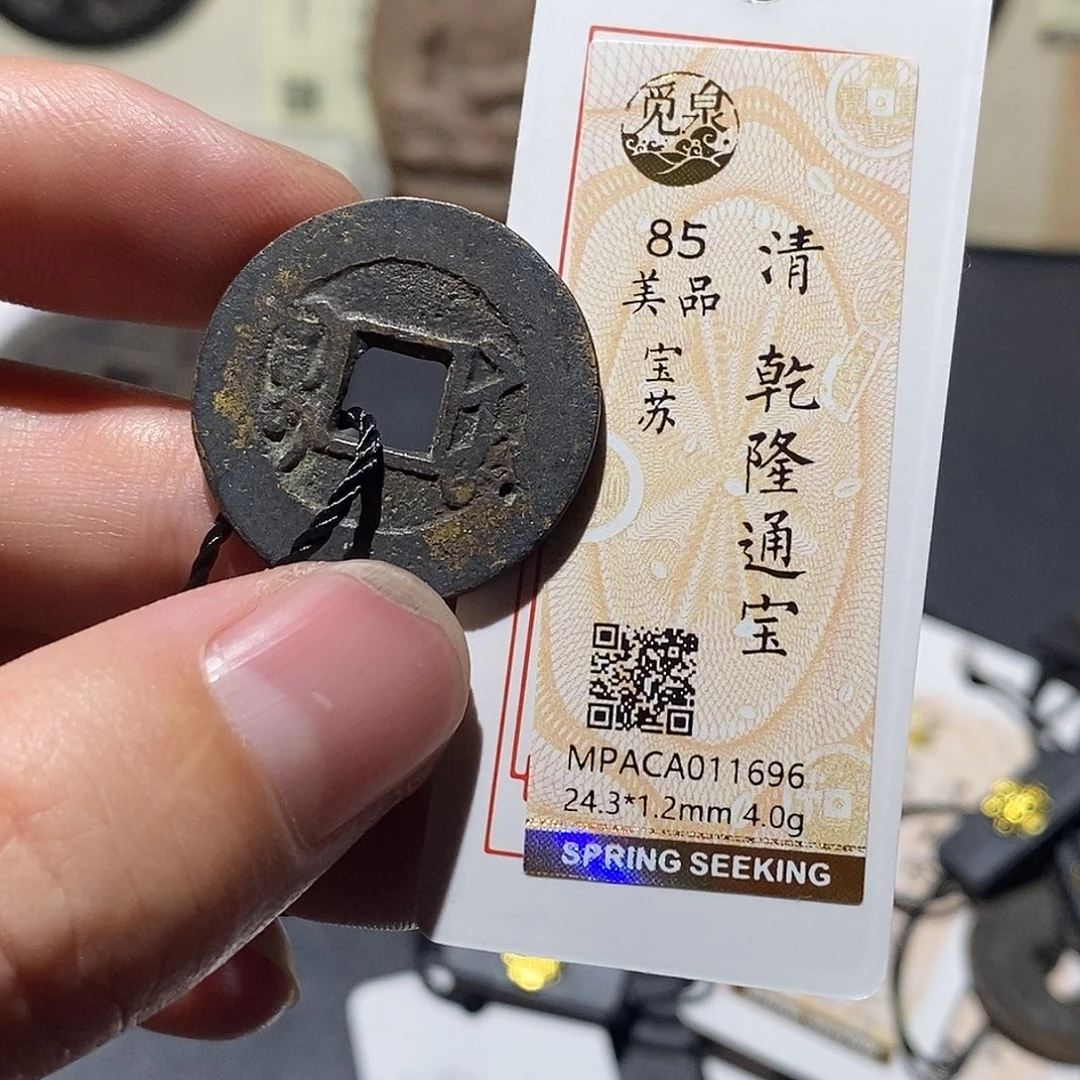 觅泉
清 乾隆通宝
85
美品
宝苏
MPACA011696
24.3*1.2mm 4.0g
SPRING SEEKING